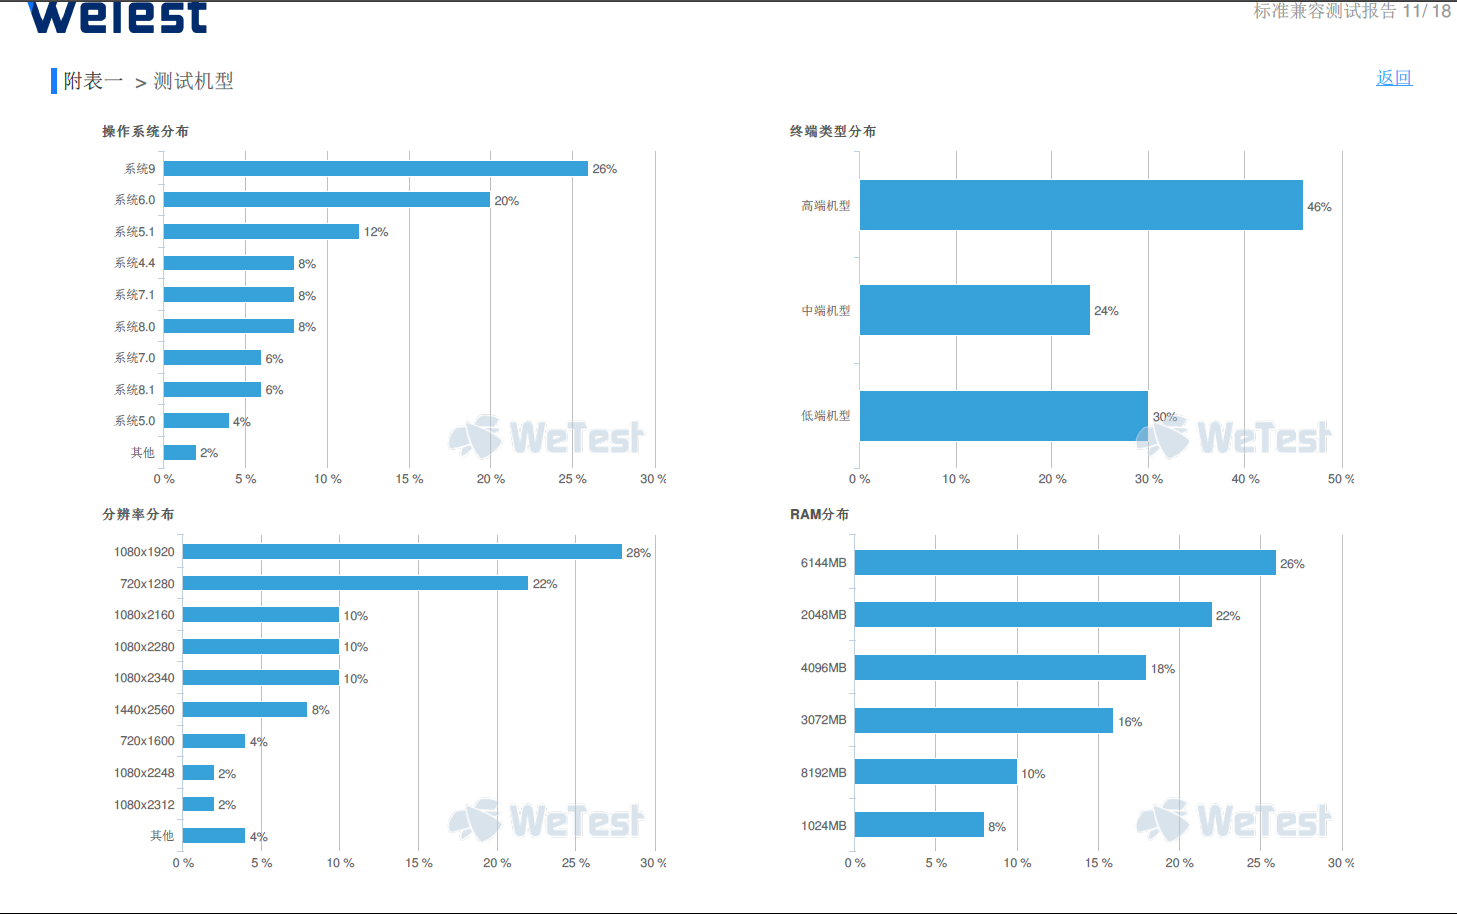 WeTest
标准兼容测试报告 11/ 18
附表一 > 测试机型
返回
操作系统分布
系统9 26%
系统6.0 20%
系统5.1 12%
系统4.4 8%
系统7.1 8%
系统8.0 8%
系统7.0 6%
系统8.1 6%
系统5.0 4%
其他 2%
0 % 5 % 10 % 15 % 20 % 25 % 30 %
WeTest
终端类型分布
高端机型 46%
中端机型 24%
低端机型 30%
0 % 10 % 20 % 30 % 40 % 50 %
WeTest
分辨率分布
1080x1920 28%
720x1280 22%
1080x2160 10%
1080x2280 10%
1080x2340 10%
1440x2560 8%
720x1600 4%
1080x2248 2%
1080x2312 2%
其他 4%
0 % 5 % 10 % 15 % 20 % 25 % 30 %
WeTest
RAM分布
6144MB 26%
2048MB 22%
4096MB 18%
3072MB 16%
8192MB 10%
1024MB 8%
0 % 5 % 10 % 15 % 20 % 25 % 30 %
WeTest